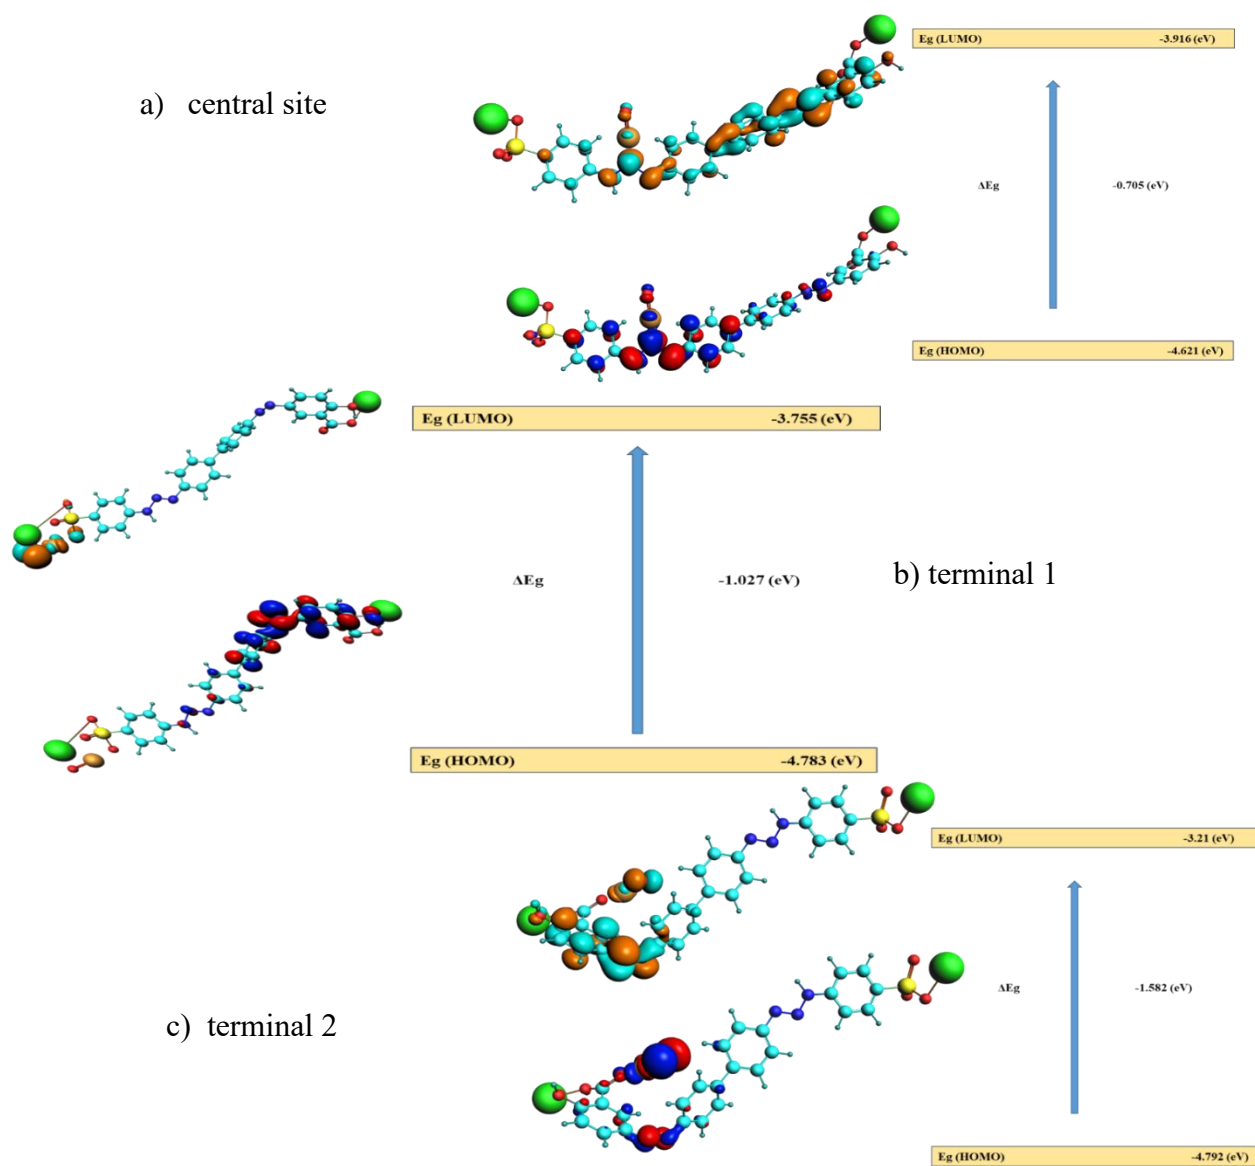 a) central site
Eg (LUMO) -3.916 (eV)
ΔEg -0.705 (eV)
Eg (HOMO) -4.621 (eV)
Eg (LUMO) -3.755 (eV)
ΔEg -1.027 (eV)
b) terminal 1
Eg (HOMO) -4.783 (eV)
Eg (LUMO) -3.21 (eV)
ΔEg -1.582 (eV)
c) terminal 2
Eg (HOMO) -4.792 (eV)